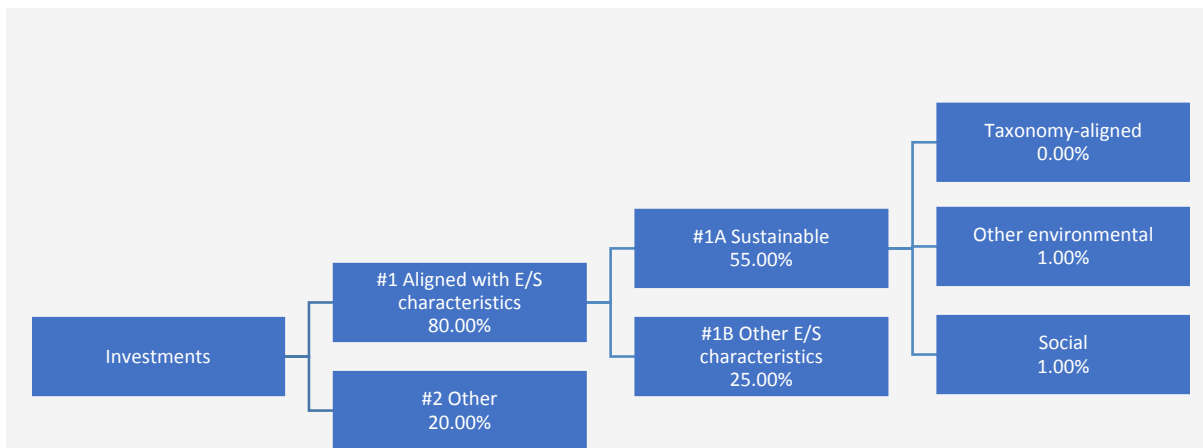 Investments
#1 Aligned with E/S
characteristics
80.00%
#2 Other
20.00%
#1A Sustainable
55.00%
#1B Other E/S
characteristics
25.00%
Taxonomy-aligned
0.00%
Other environmental
1.00%
Social
1.00%